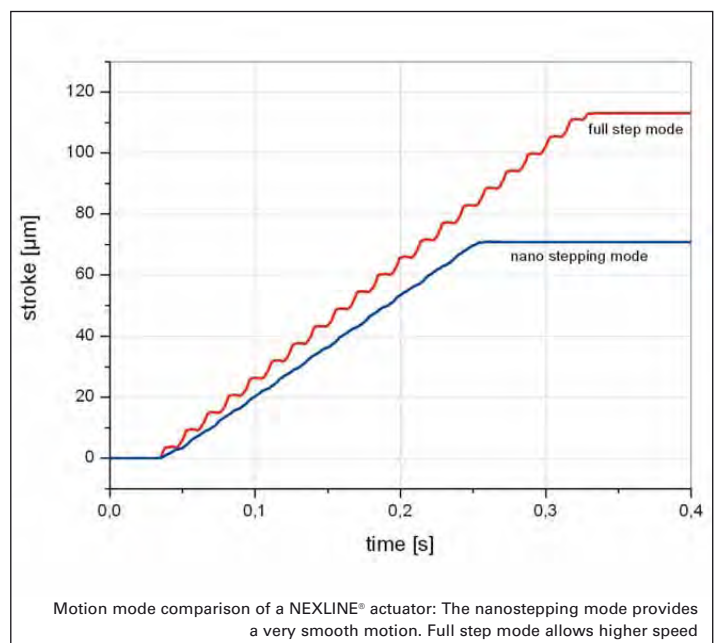 120
100
80
60
40
20
0
stroke [µm]
full step mode
nano stepping mode
0,0 0,1 0,2 0,3 0,4
time [s]
Motion mode comparison of a NEXLINE® actuator: The nanostepping mode provides
a very smooth motion. Full step mode allows higher speed